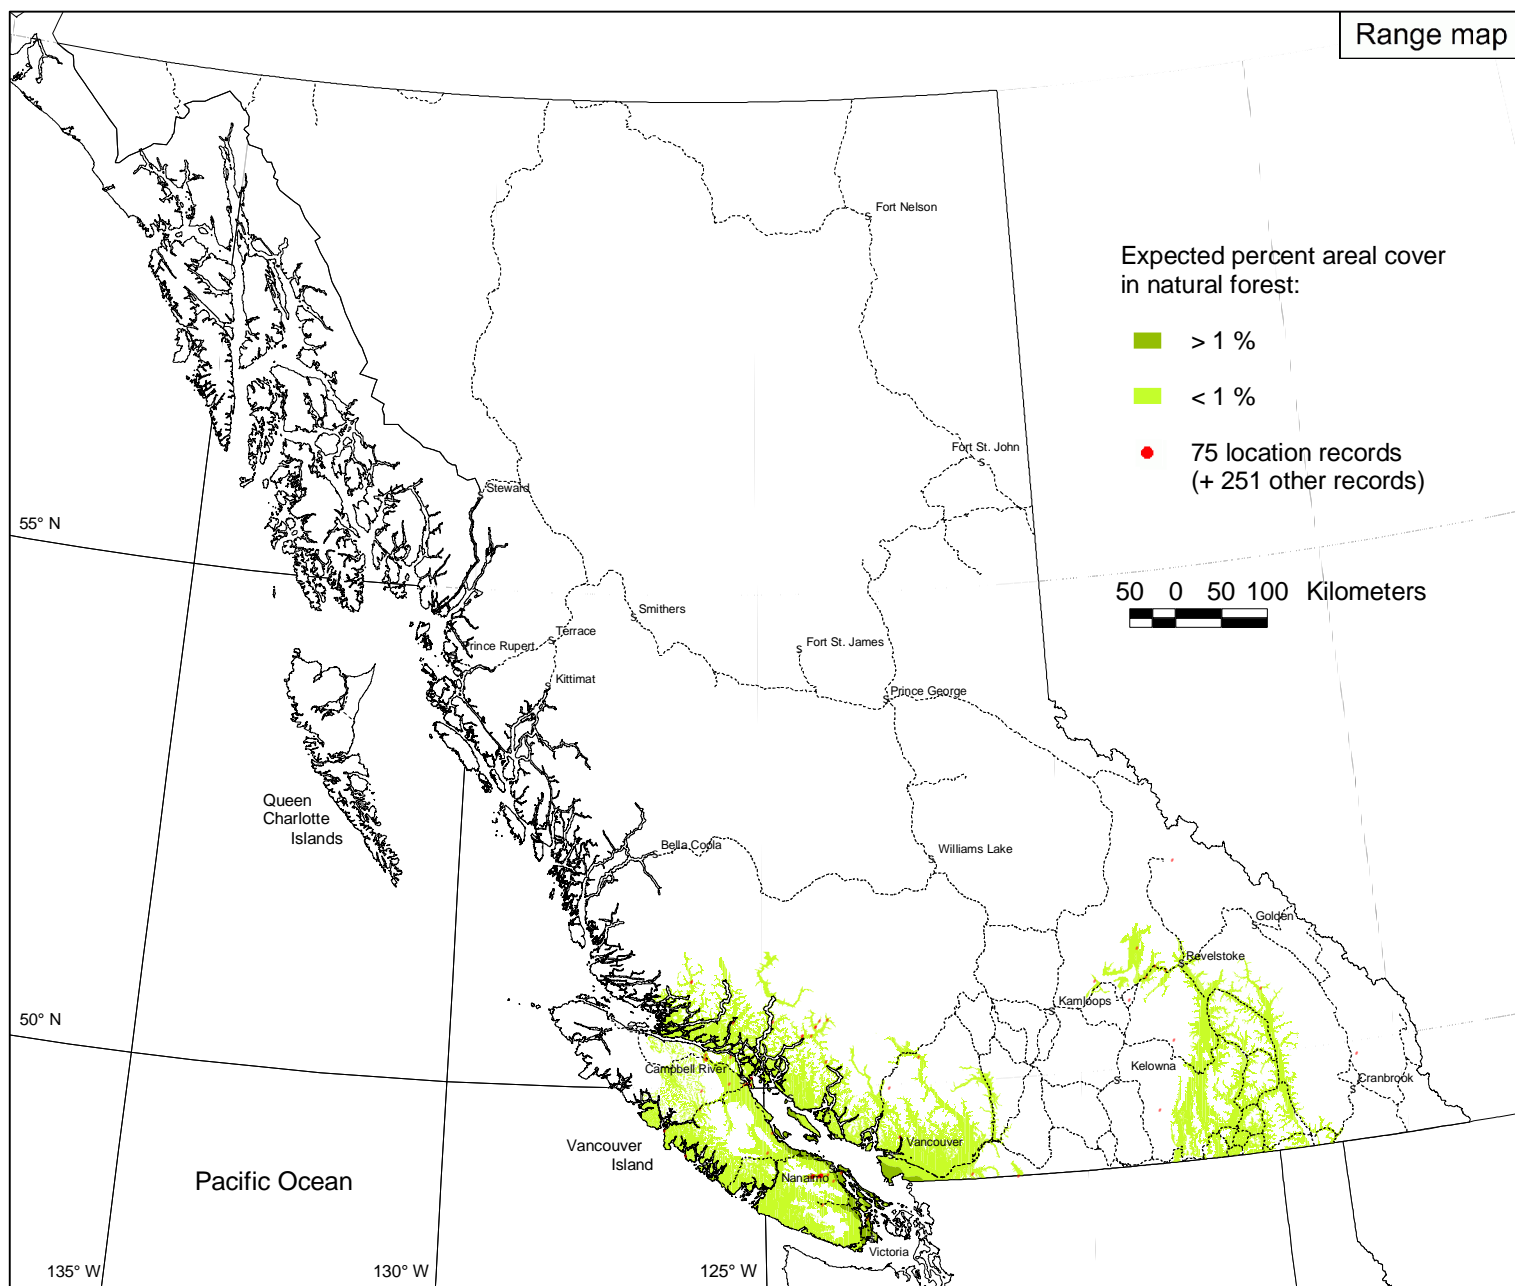 Range map
Fort Nelson
Expected percent areal cover
in natural forest:
> 1 %
< 1 %
75 location records
(+ 251 other records)
Fort St. John
Steward
55° N
50 0 50 100 Kilometers
Smithers
Terrace
Prince Rupert
Fort St. James
Kittimat
Prince George
Queen
Charlotte
Islands
Bella Coola
Williams Lake
Golden
Revelstoke
Kamloops
50° N
Campbell River
Kelowna
Cranbrook
Vancouver
Vancouver
Island
Nanaimo
Pacific Ocean
Victoria
135° W
130° W
125° W